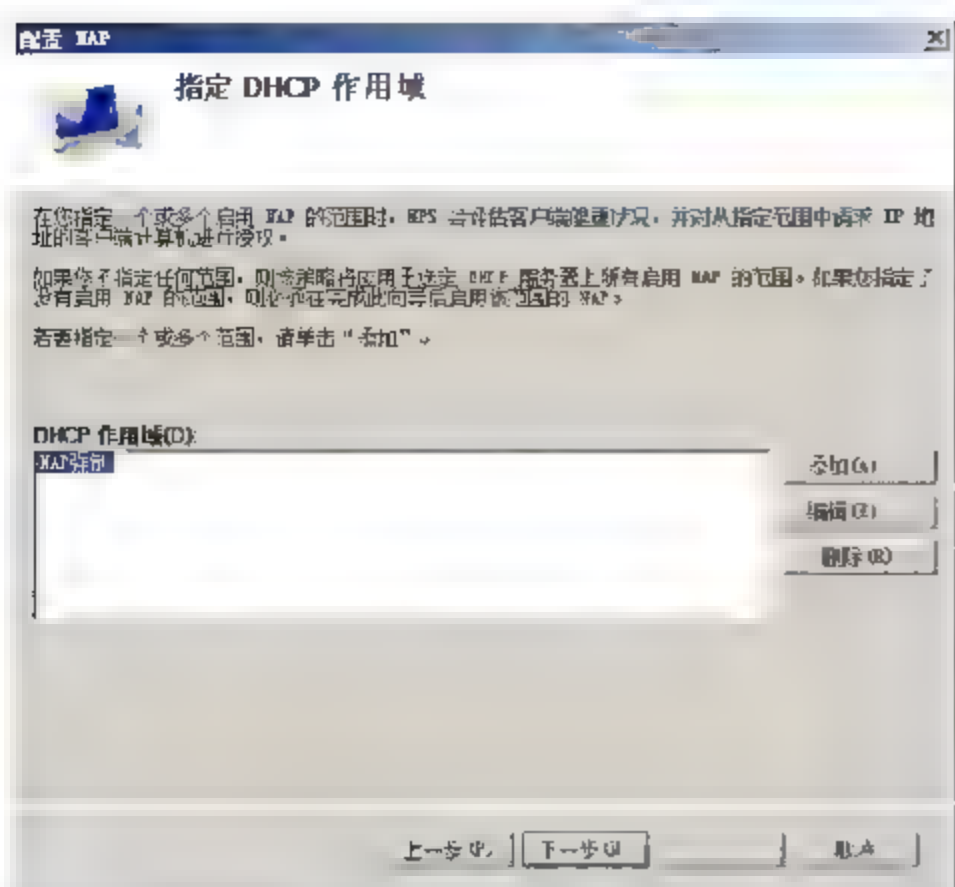 配置 NAP
指定 DHCP 作用域
在您指定一个或多个启用 NAP 的范围时，NPS 会评估客户端健康状况，并对从指定范围中请求 IP 地
址的客户端计算机进行授权。
如果您不指定任何范围，则该策略将应用于选定 DHCP 服务器上所有启用 NAP 的范围。如果您指定了
没有启用 NAP 的范围，则必须在完成此向导后启用该范围的 NAP。
若要指定一个或多个范围，请单击“添加”。
DHCP 作用域(D):
NAP强制
添加(A)
编辑(E)
删除(R)
上一步(P)
下一步(N)
取消